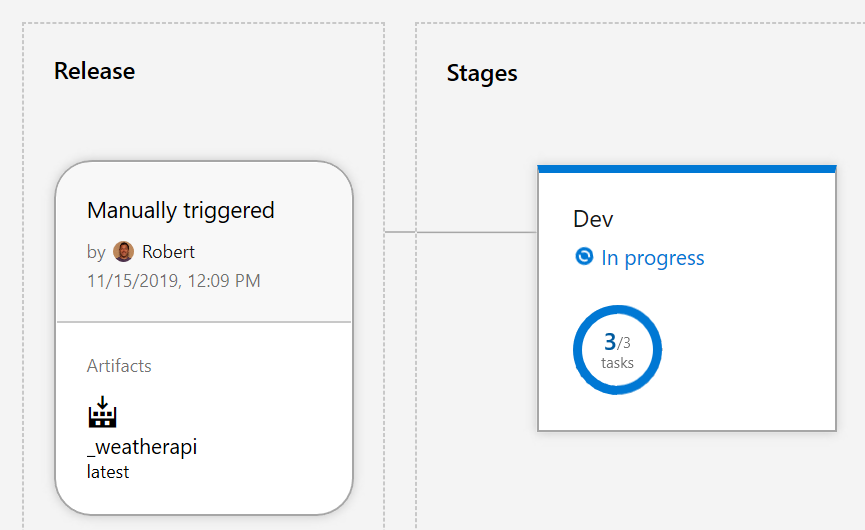 Release
Manually triggered
by Robert
11/15/2019, 12:09 PM
Artifacts
_weatherapi
latest
Stages
Dev
In progress
3/3
tasks